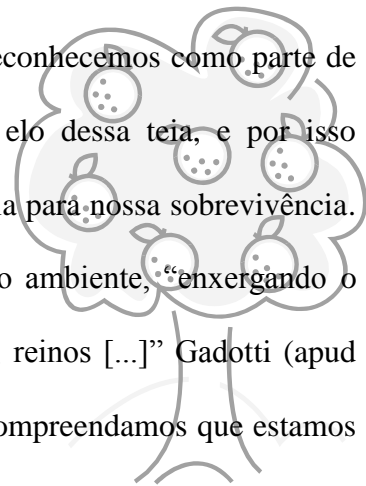 econhecemos como parte de
elo dessa teia, e por isso
a para nossa sobrevivência.
o ambiente, “enxergando o
reinos [...]” Gadotti (apud
ompreendamos que estamos